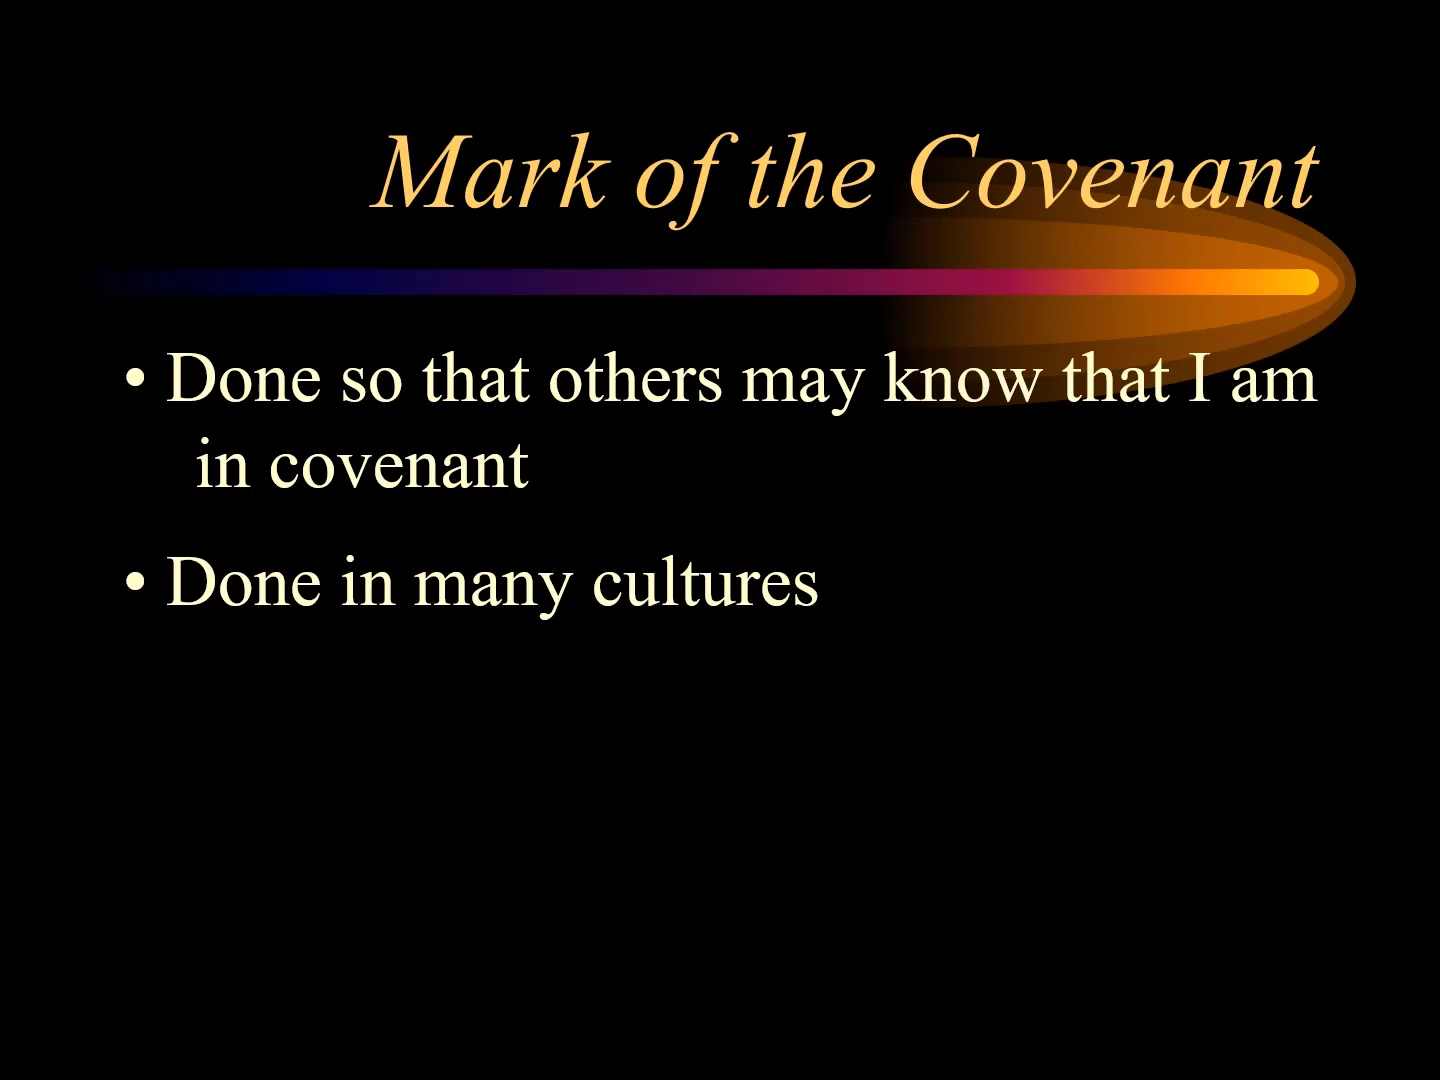 Mark of the Covenant
• Done so that others may know that I am
in covenant
• Done in many cultures